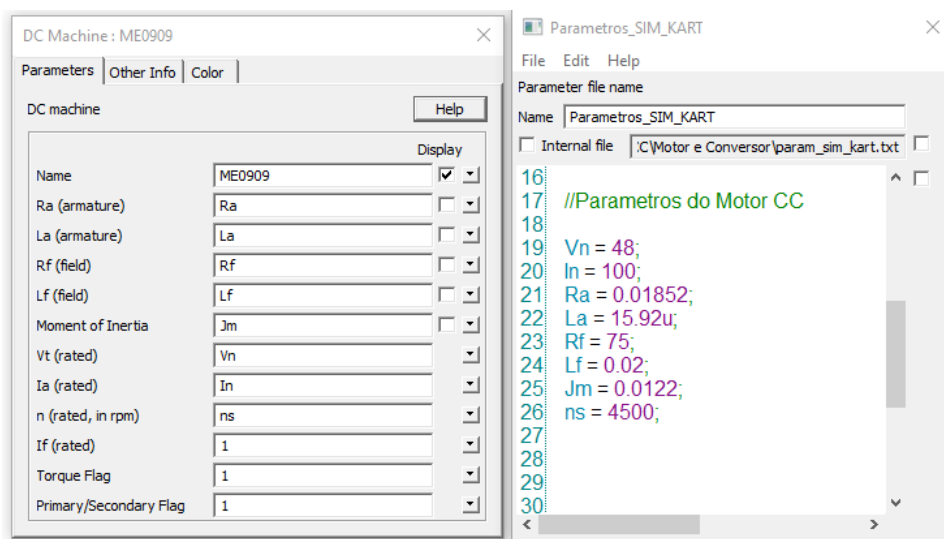 DC Machine : ME0909
Parameters Other Info Color
DC machine Help
Display
Name ME0909
Ra (armature) Ra
La (armature) La
Rf (field) Rf
Lf (field) Lf
Moment of Inertia Jm
Vt (rated) Vn
Ia (rated) In
n (rated, in rpm) ns
If (rated) 1
Torque Flag 1
Primary/Secondary Flag 1
Parametros_SIM_KART
File Edit Help
Parameter file name
Name Parametros_SIM_KART
Internal file :C\Motor e Conversor\param_sim_kart.txt
16
17 //Parametros do Motor CC
18
19 Vn = 48;
20 In = 100;
21 Ra = 0.01852;
22 La = 15.92u;
23 Rf = 75;
24 Lf = 0.02;
25 Jm = 0.0122;
26 ns = 4500;
27
28
29
30